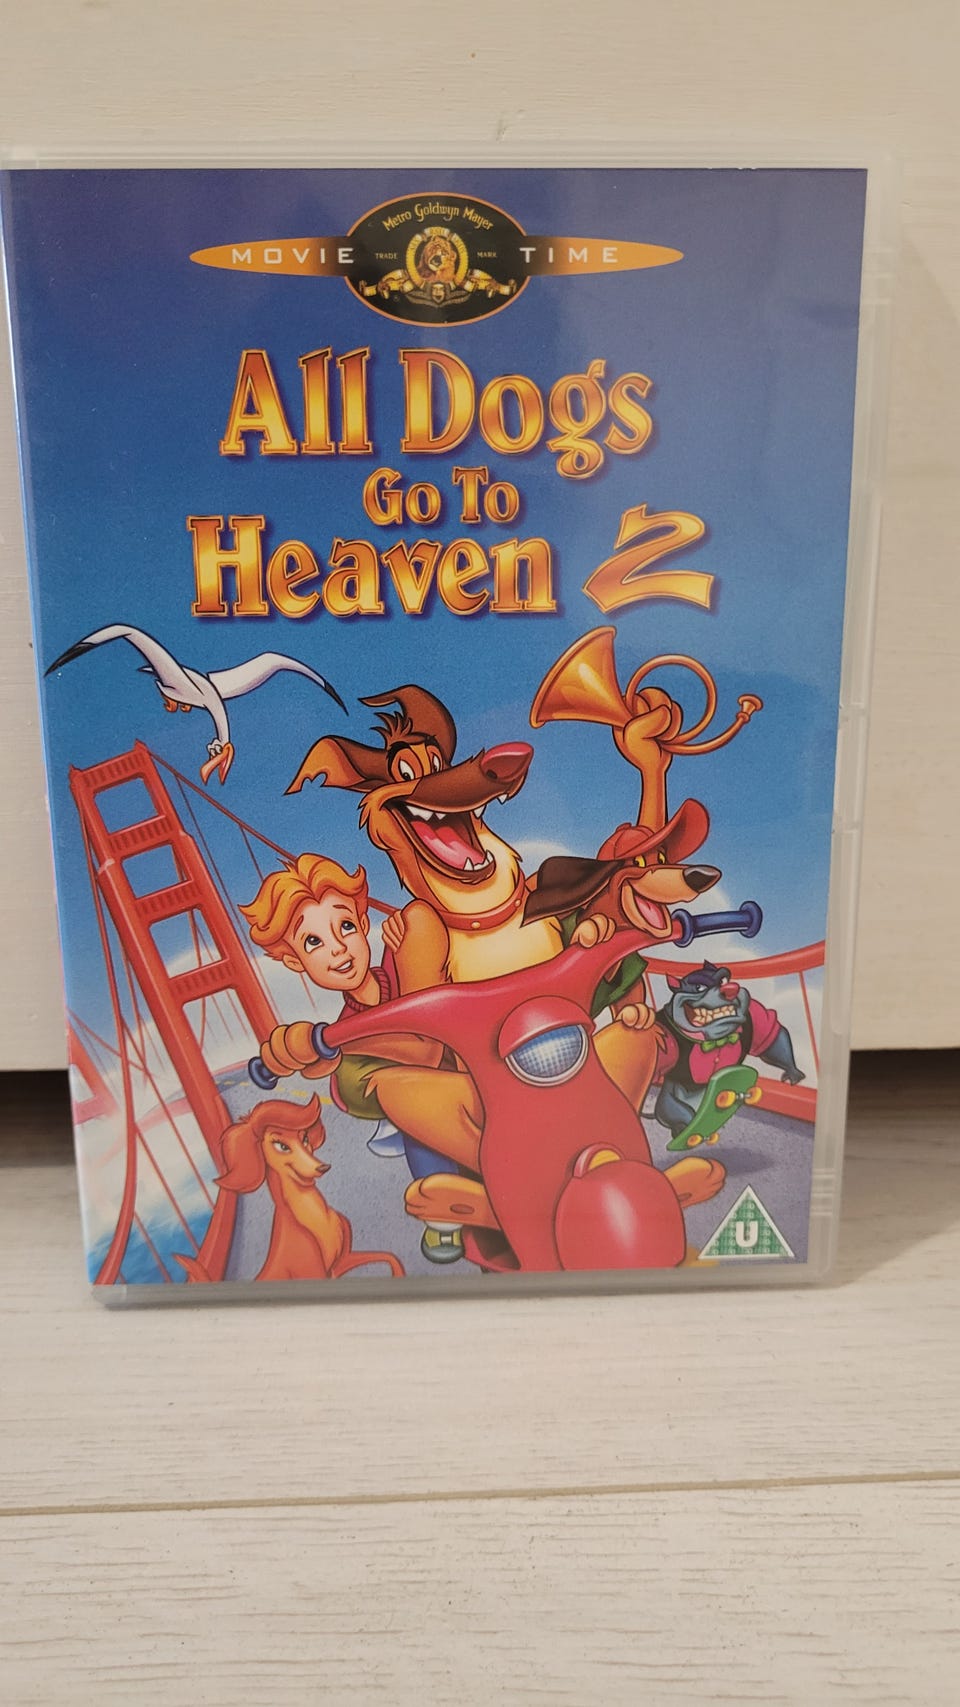 Metro Goldwyn Mayer
MOVIE TRADE MARK TIME
All Dogs
Go To
Heaven 2
U